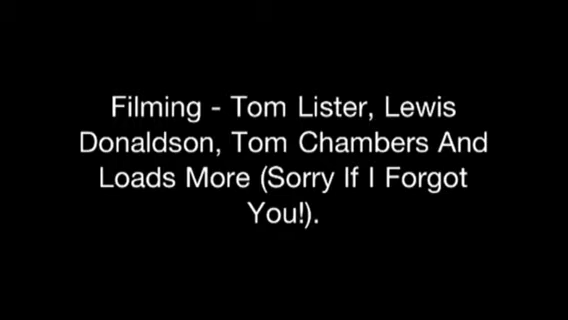 Filming - Tom Lister, Lewis
Donaldson, Tom Chambers And
Loads More (Sorry If I Forgot
You!).